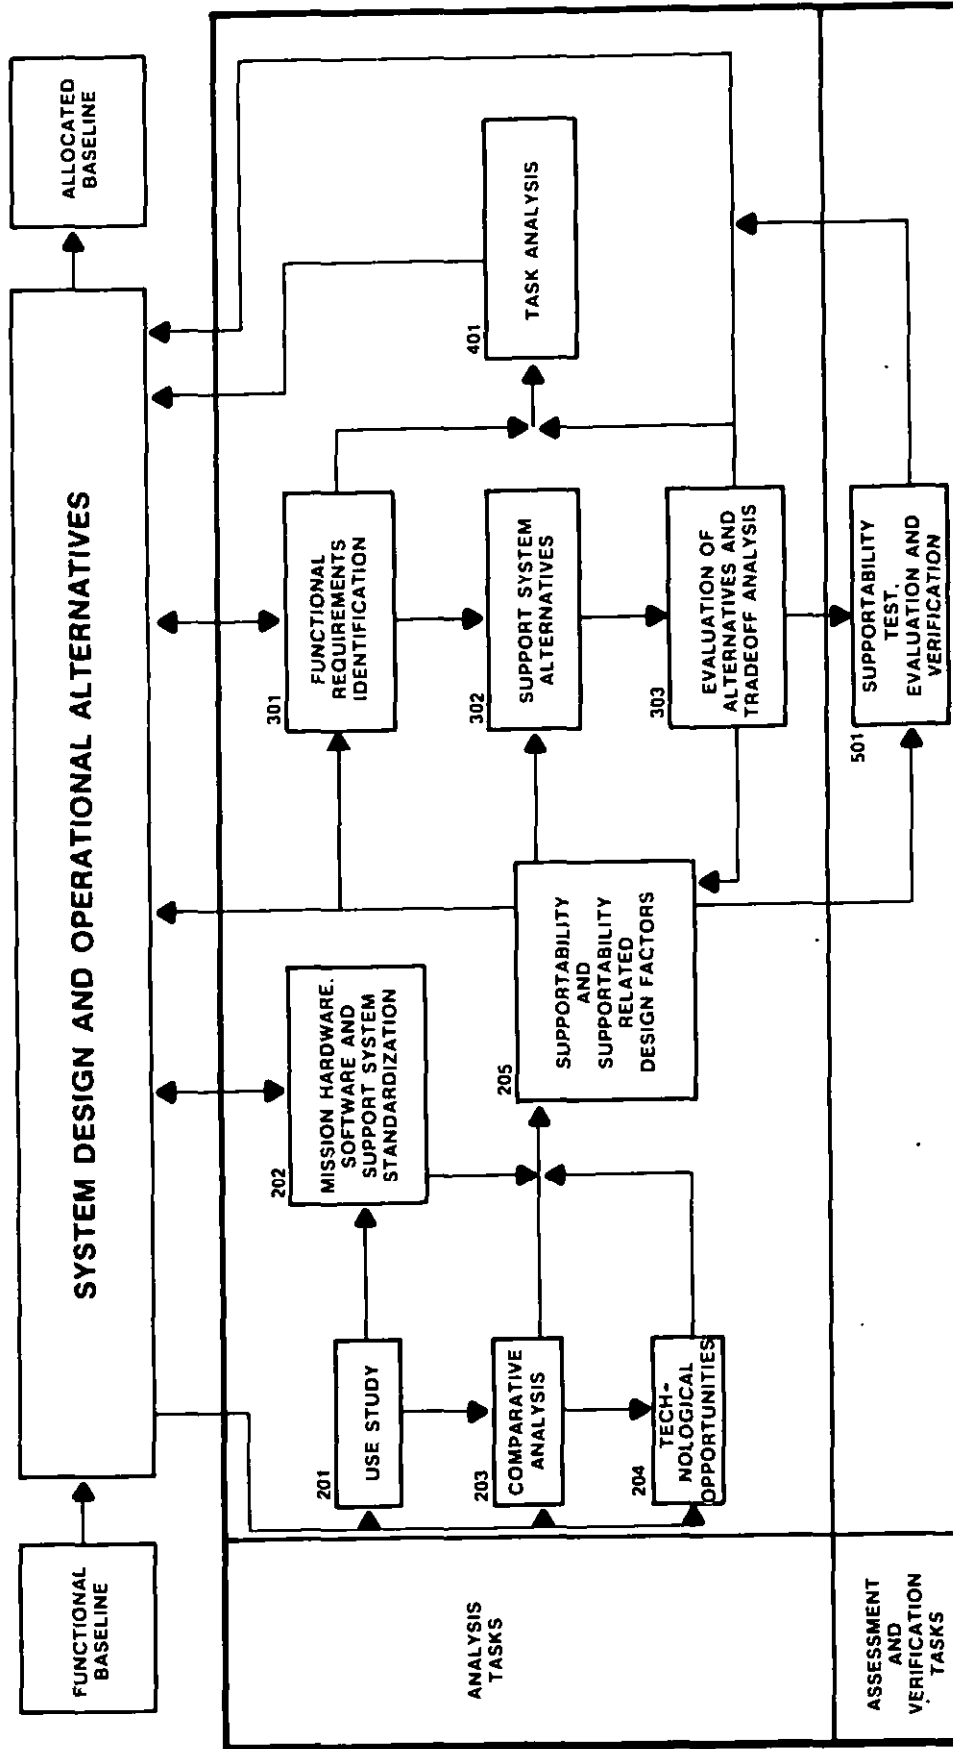 FUNCTIONAL
BASELINE
SYSTEM DESIGN AND OPERATIONAL ALTERNATIVES
ALLOCATED
BASELINE
ANALYSIS
TASKS
201
USE STUDY
202
MISSION HARDWARE.
SOFTWARE AND
SUPPORT SYSTEM
STANDARDIZATION
203
COMPARATIVE
ANALYSIS
204
TECH-
NOLOGICAL
OPPORTUNITIES
205
SUPPORTABILITY
AND
SUPPORTABILITY
RELATED
DESIGN FACTORS
301
FUNCTIONAL
REQUIREMENTS
IDENTIFICATION
302
SUPPORT SYSTEM
ALTERNATIVES
303
EVALUATION OF
ALTERNATIVES AND
TRADEOFF ANALYSIS
401
TASK ANALYSIS
ASSESSMENT
AND
VERIFICATION
TASKS
501
SUPPORTABILITY
TEST.
EVALUATION AND
VERIFICATION